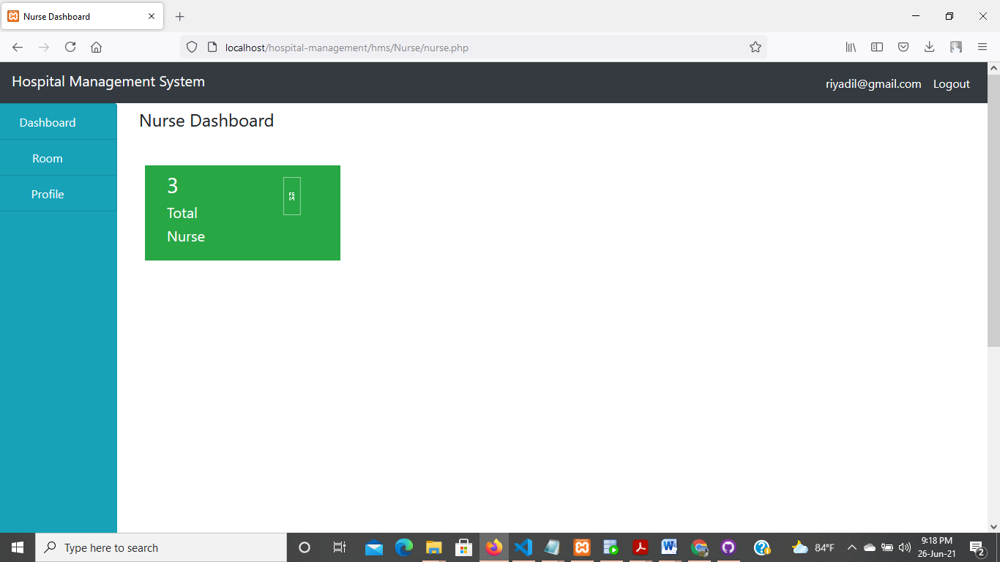 Nurse Dashboard
localhost/hospital-management/hms/Nurse/nurse.php
Hospital Management System
riyadil@gmail.com Logout
Dashboard
Room
Profile
Nurse Dashboard
3
Total
Nurse
Type here to search
84°F
9:18 PM
26-Jun-21
2